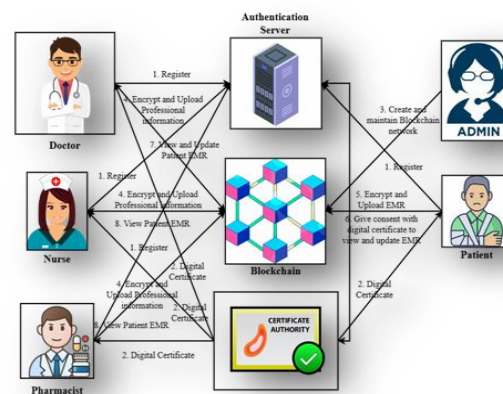 Authentication
Server
1. Register
4. Encrypt and Upload
Professional
information
3. Create and
maintain Blockchain
network
ADMIN
Doctor
7. View and Update
Patient EMR
1. Register
1. Register
4. Encrypt and Upload
Professional information
5. Encrypt and
Upload EMR
6. Give consent with
digital certificate to
view and update EMR
8. View Patient EMR
Nurse
1. Register
Blockchain
Patient
2. Digital
Certificate
4. Encrypt and
Upload Professional
information
2. Digital
Certificate
2. Digital
Certificate
8. View Patient EMR
CERTIFICATE
AUTHORITY
2. Digital Certificate
Pharmacist